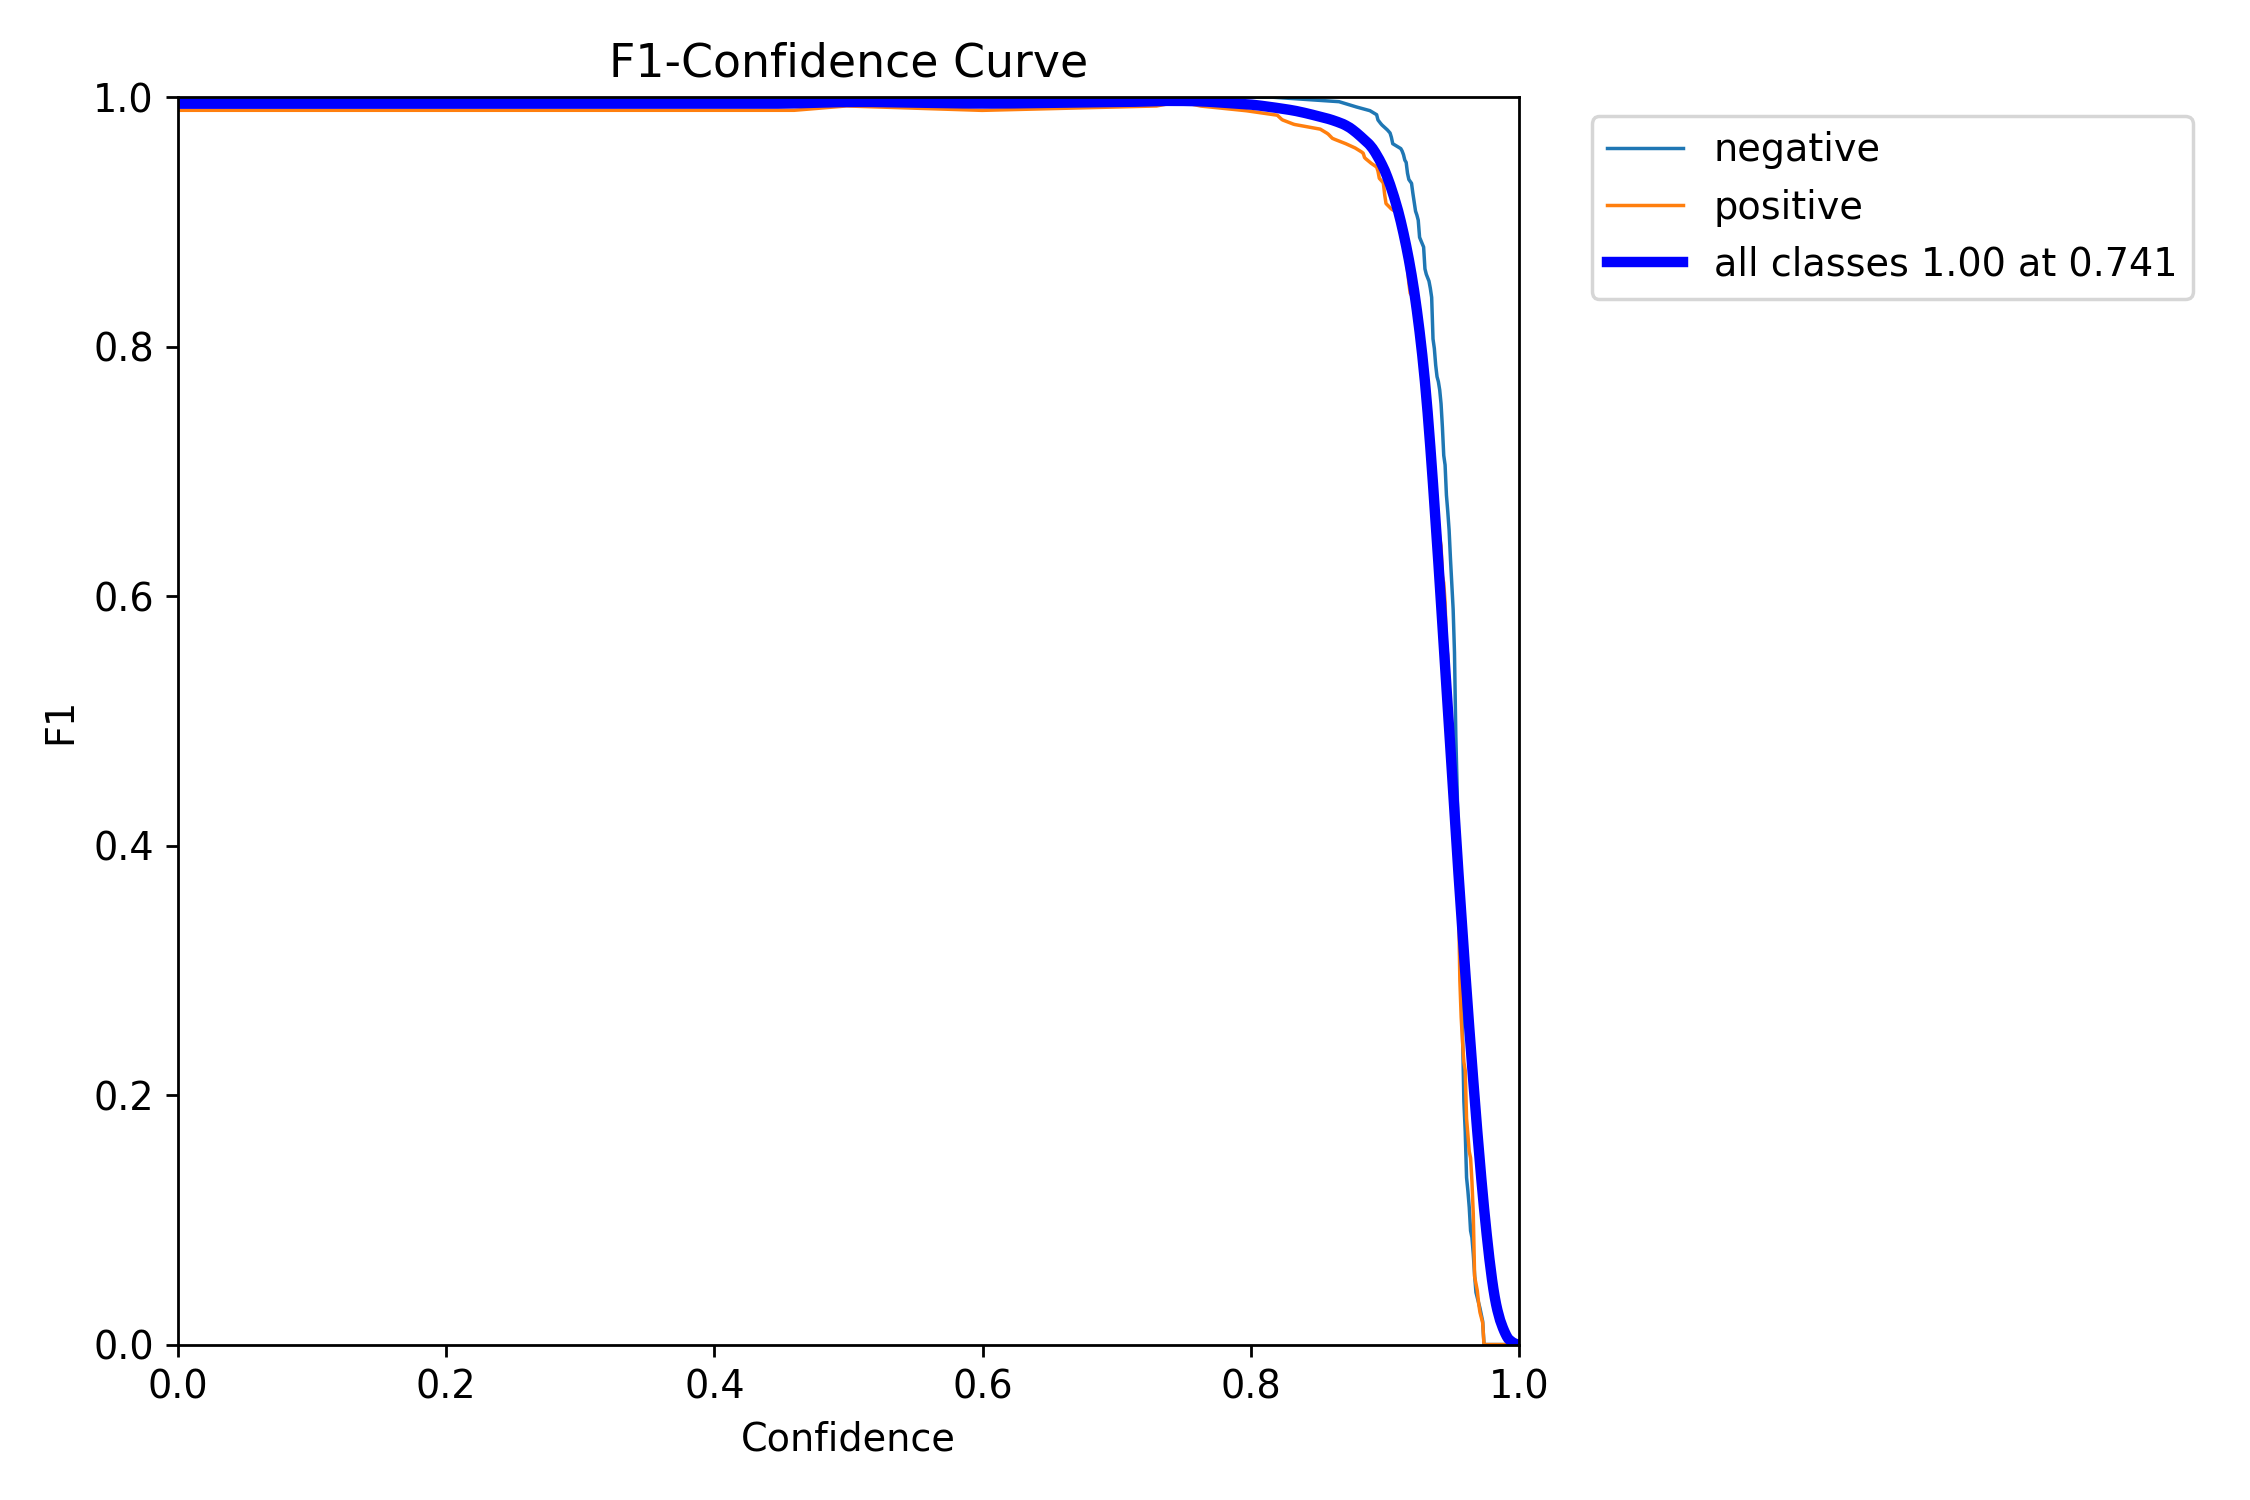 F1-Confidence Curve
1.0
0.8
0.6
0.4
0.2
0.0
F1
0.0 0.2 0.4 0.6 0.8 1.0
Confidence
negative
positive
all classes 1.00 at 0.741